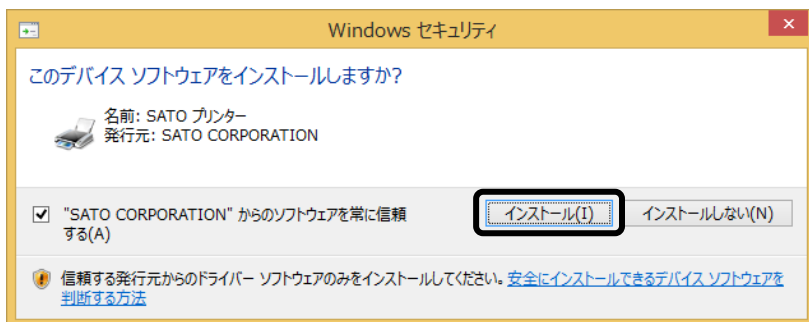 Windows セキュリティ
このデバイス ソフトウェアをインストールしますか?
名前: SATO プリンター
発行元: SATO CORPORATION
"SATO CORPORATION" からのソフトウェアを常に信頼
する(A)
インストール(I)
インストールしない(N)
信頼する発行元からのドライバー ソフトウェアのみをインストールしてください。安全にインストールできるデバイス ソフトウェアを
判断する方法